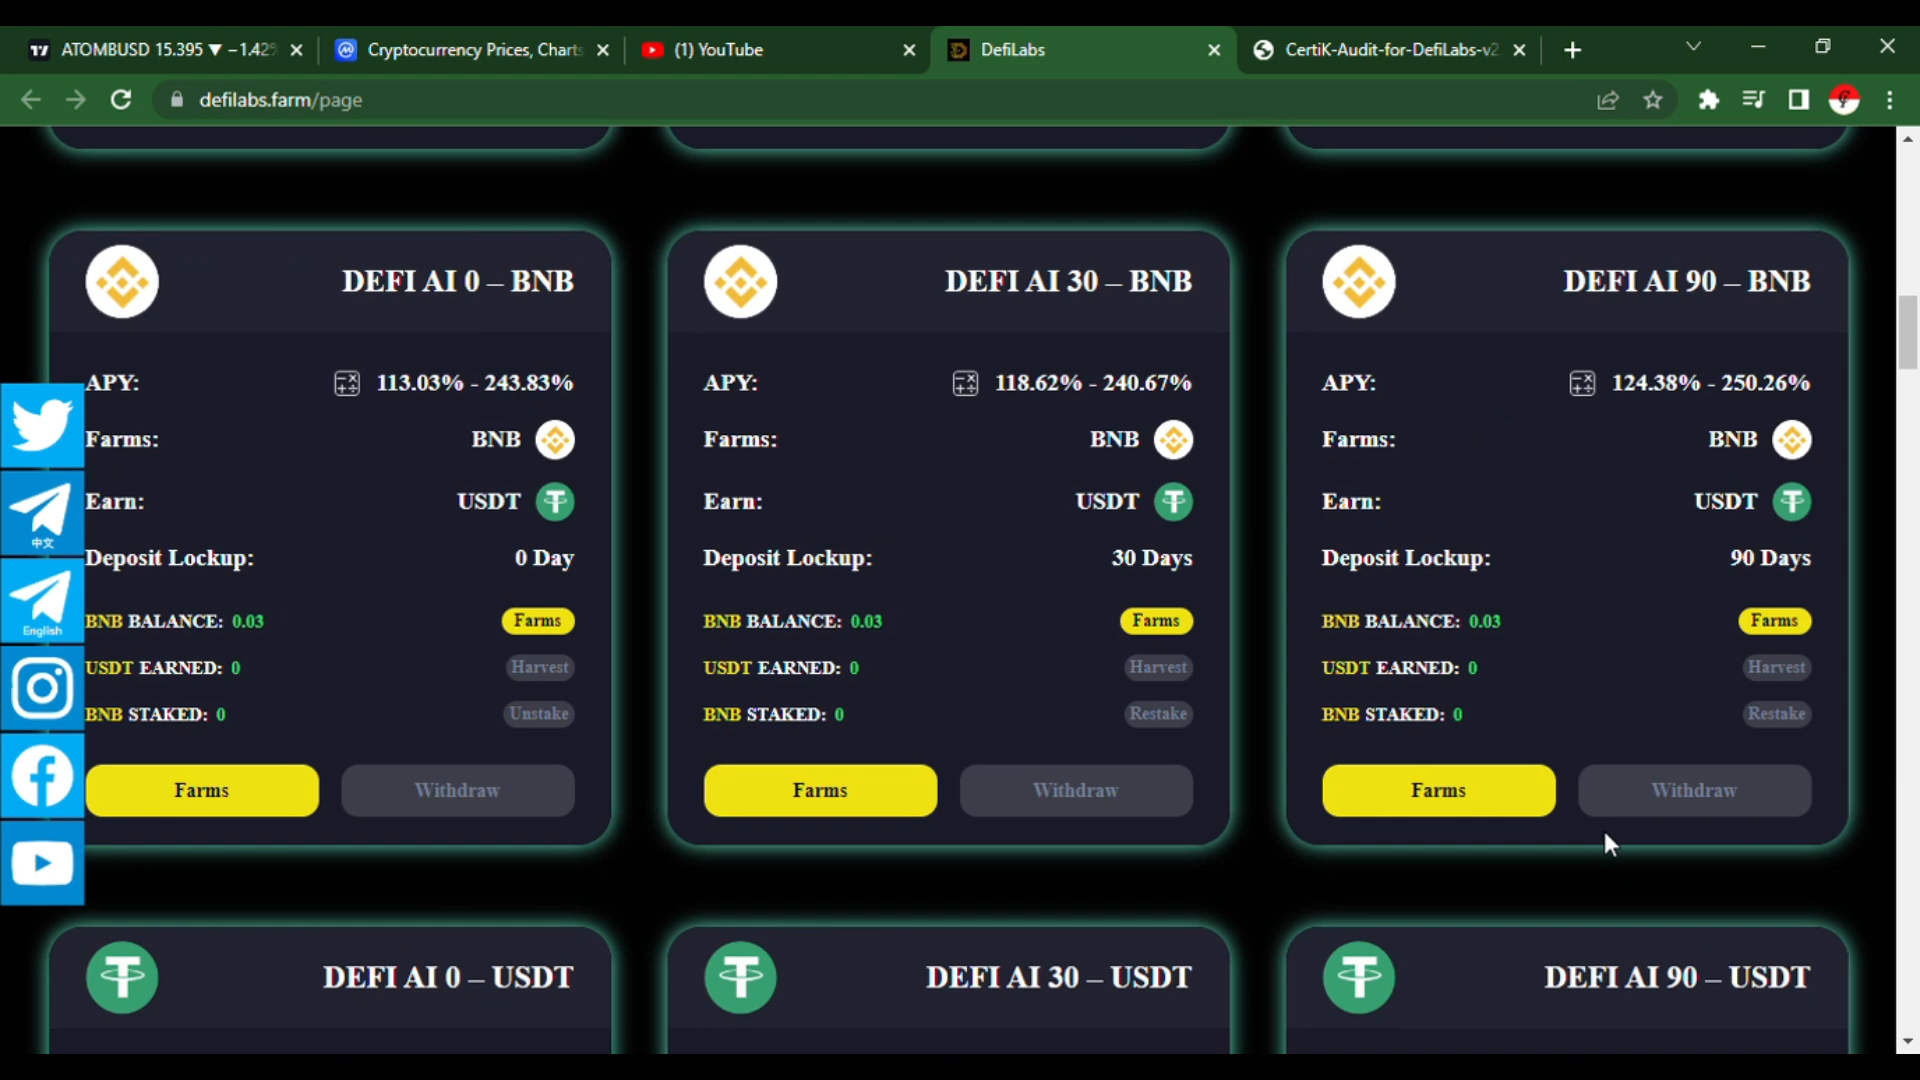 ATOMBUSD 15.395 ▼ −1.42%
Cryptocurrency Prices, Charts
(1) YouTube
DefiLabs
CertiK-Audit-for-DefiLabs-v2
defilabs.farm/page
DEFI AI 0 – BNB
APY: 113.03% - 243.83%
Farms: BNB
Earn: USDT
Deposit Lockup: 0 Day
BNB BALANCE: 0.03 Farms
USDT EARNED: 0 Harvest
BNB STAKED: 0 Unstake
Farms Withdraw
DEFI AI 30 – BNB
APY: 118.62% - 240.67%
Farms: BNB
Earn: USDT
Deposit Lockup: 30 Days
BNB BALANCE: 0.03 Farms
USDT EARNED: 0 Harvest
BNB STAKED: 0 Restake
Farms Withdraw
DEFI AI 90 – BNB
APY: 124.38% - 250.26%
Farms: BNB
Earn: USDT
Deposit Lockup: 90 Days
BNB BALANCE: 0.03 Farms
USDT EARNED: 0 Harvest
BNB STAKED: 0 Restake
Farms Withdraw
中文
English
DEFI AI 0 – USDT
DEFI AI 30 – USDT
DEFI AI 90 – USDT